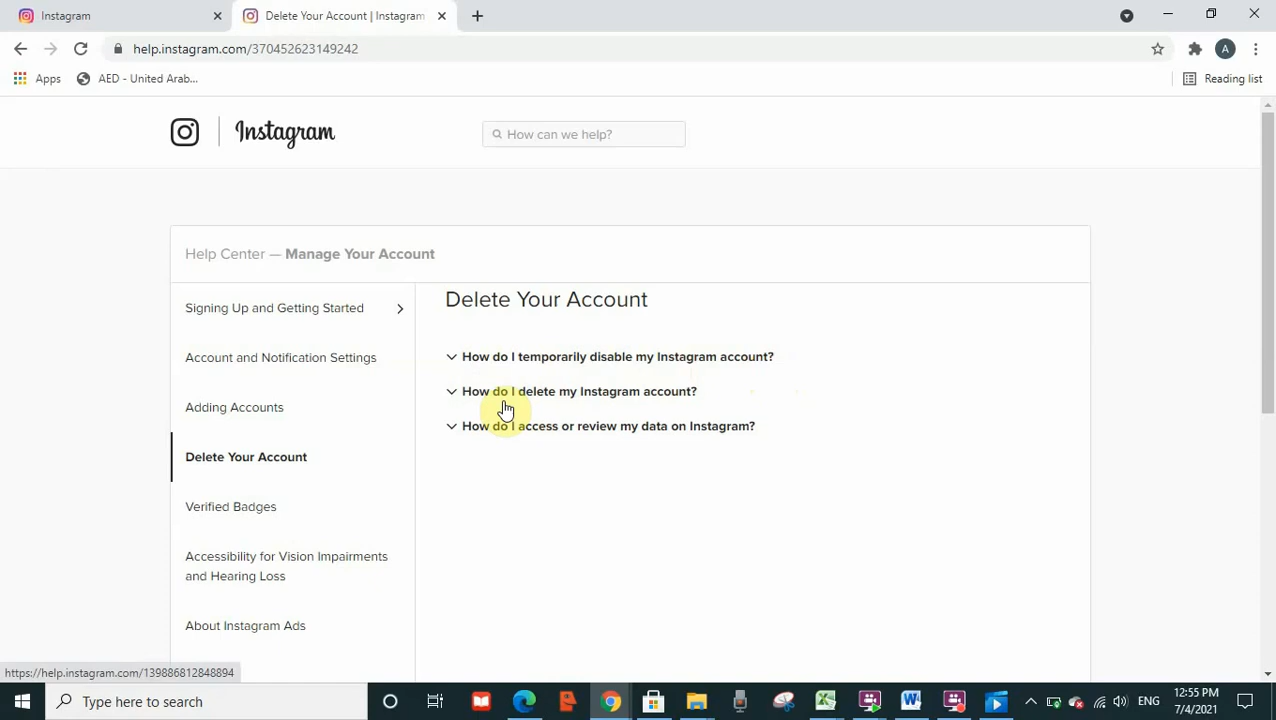 Instagram
Delete Your Account | Instagram
help.instagram.com/370452623149242
A
Apps
AED - United Arab...
Reading list
Instagram
How can we help?
Help Center — Manage Your Account
Signing Up and Getting Started
Account and Notification Settings
Adding Accounts
Delete Your Account
Verified Badges
Accessibility for Vision Impairments
and Hearing Loss
About Instagram Ads
Delete Your Account
How do I temporarily disable my Instagram account?
How do I delete my Instagram account?
How do I access or review my data on Instagram?
https://help.instagram.com/139886812848894
Type here to search
ENG
12:55 PM
7/4/2021